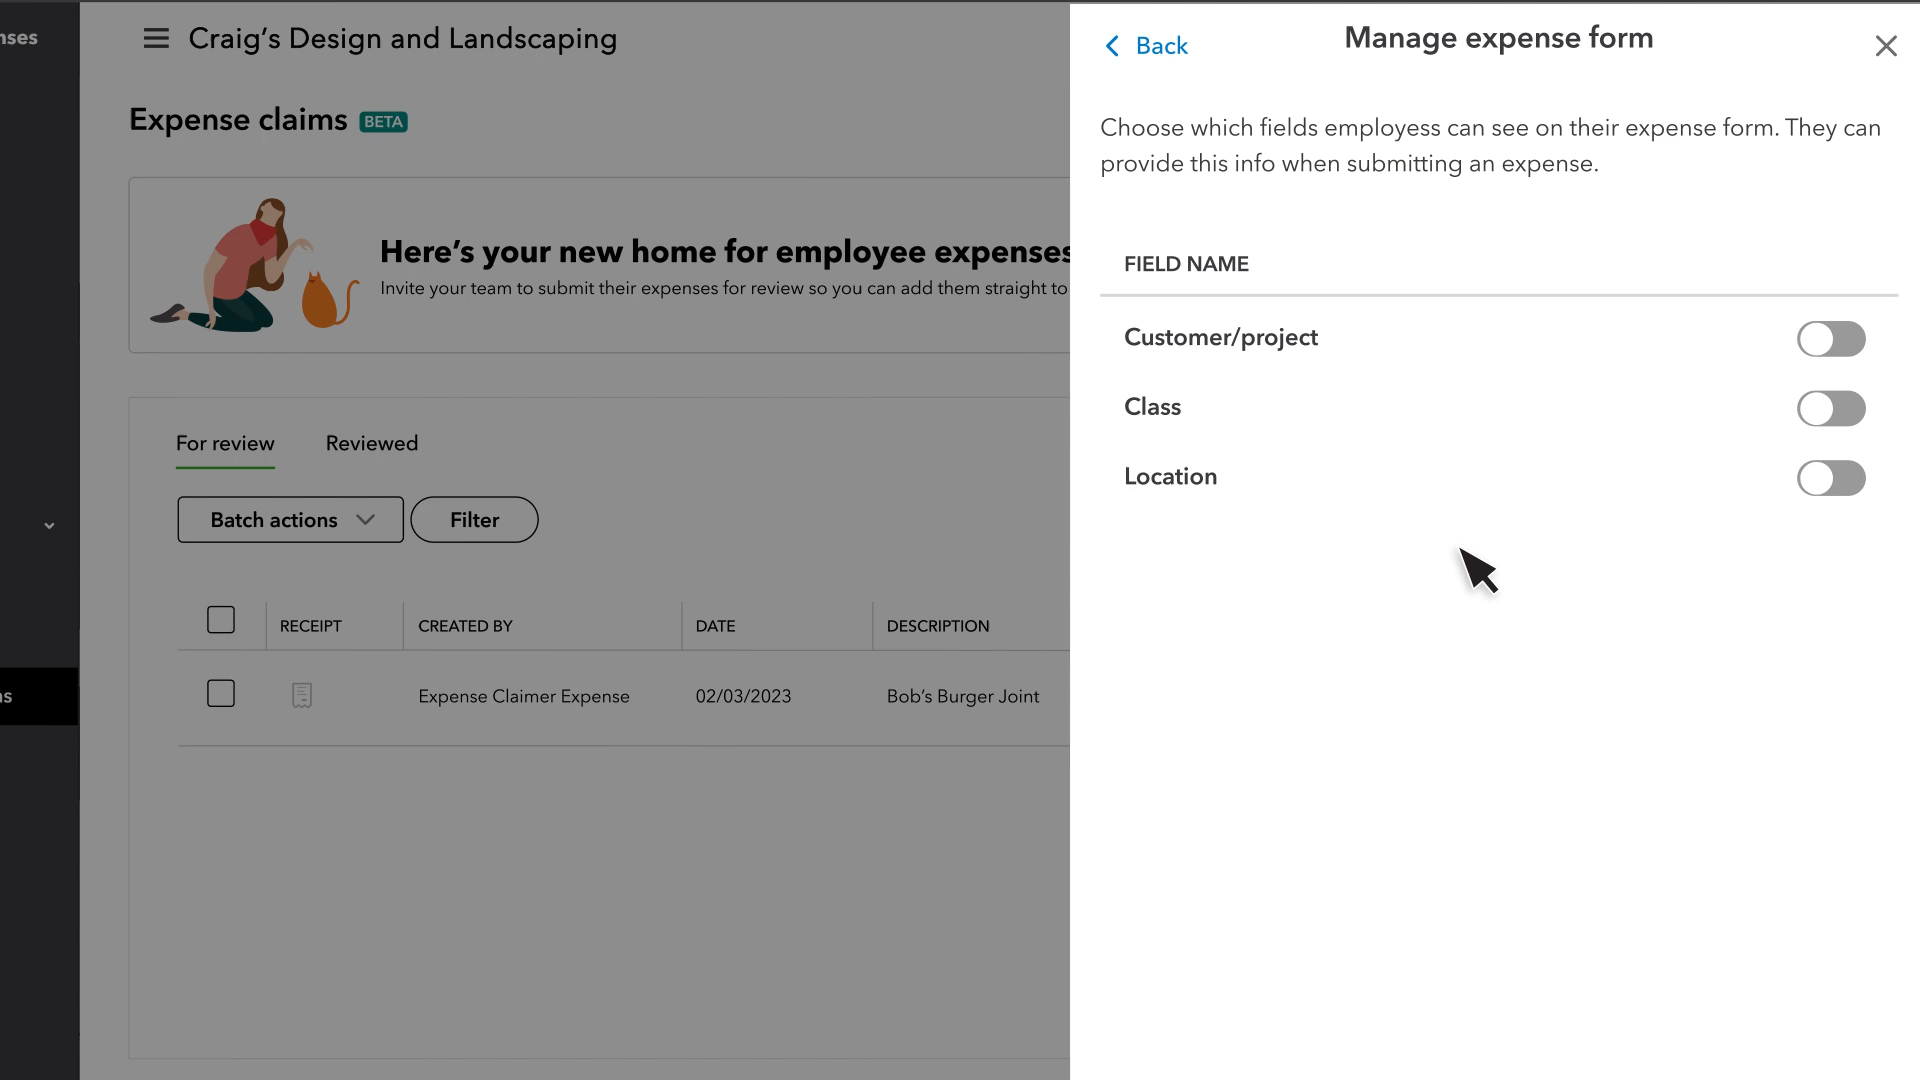 nses
Craig’s Design and Landscaping
Expense claims BETA
Here’s your new home for employee expenses
Invite your team to submit their expenses for review so you can add them straight to
For review Reviewed
Batch actions Filter
RECEIPT CREATED BY DATE DESCRIPTION
Expense Claimer Expense 02/03/2023 Bob’s Burger Joint
s
Back
Manage expense form
Choose which fields employess can see on their expense form. They can
provide this info when submitting an expense.
FIELD NAME
Customer/project
Class
Location